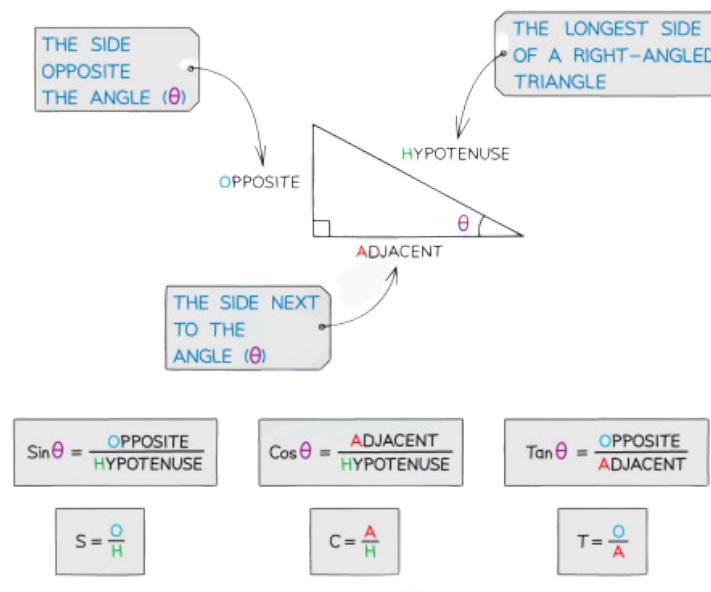 THE SIDE
OPPOSITE
THE ANGLE (θ)
THE LONGEST SIDE
OF A RIGHT-ANGLED
TRIANGLE
HYPOTENUSE
OPPOSITE
θ
ADJACENT
THE SIDE NEXT
TO THE
ANGLE (θ)
Sinθ = OPPOSITE/HYPOTENUSE
Cosθ = ADJACENT/HYPOTENUSE
Tanθ = OPPOSITE/ADJACENT
S = O/H
C = A/H
T = O/A